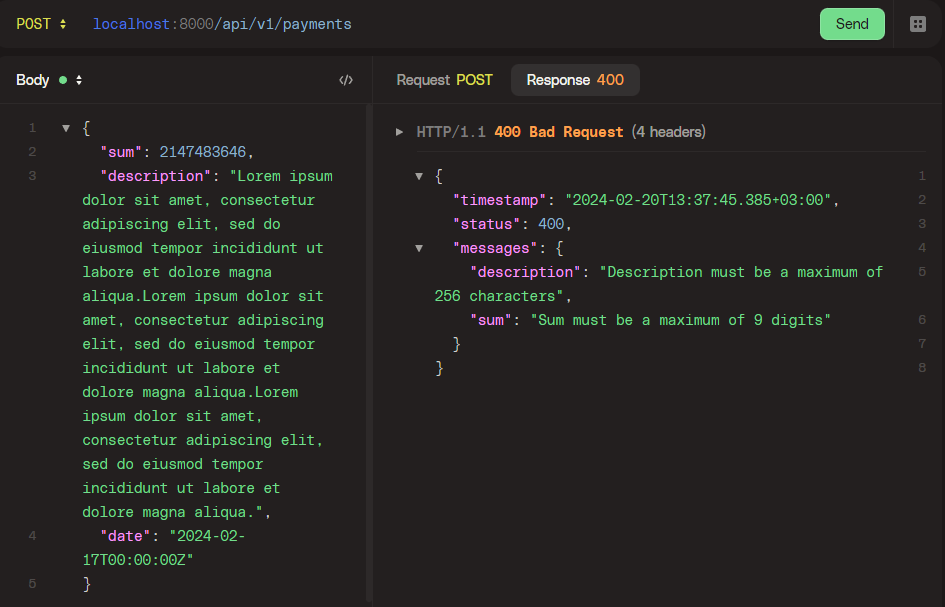 POST localhost:8000/api/v1/payments Send
Body
1 {
2 "sum": 2147483646,
3 "description": "Lorem ipsum
dolor sit amet, consectetur
adipiscing elit, sed do
eiusmod tempor incididunt ut
labore et dolore magna
aliqua.Lorem ipsum dolor sit
amet, consectetur adipiscing
elit, sed do eiusmod tempor
incididunt ut labore et
dolore magna aliqua.Lorem
ipsum dolor sit amet,
consectetur adipiscing elit,
sed do eiusmod tempor
incididunt ut labore et
dolore magna aliqua.",
4 "date": "2024-02-
17T00:00:00Z"
5 }
Request POST Response 400
HTTP/1.1 400 Bad Request (4 headers)
{ 1
"timestamp": "2024-02-20T13:37:45.385+03:00", 2
"status": 400, 3
"messages": { 4
"description": "Description must be a maximum of 5
256 characters",
"sum": "Sum must be a maximum of 9 digits" 6
} 7
} 8